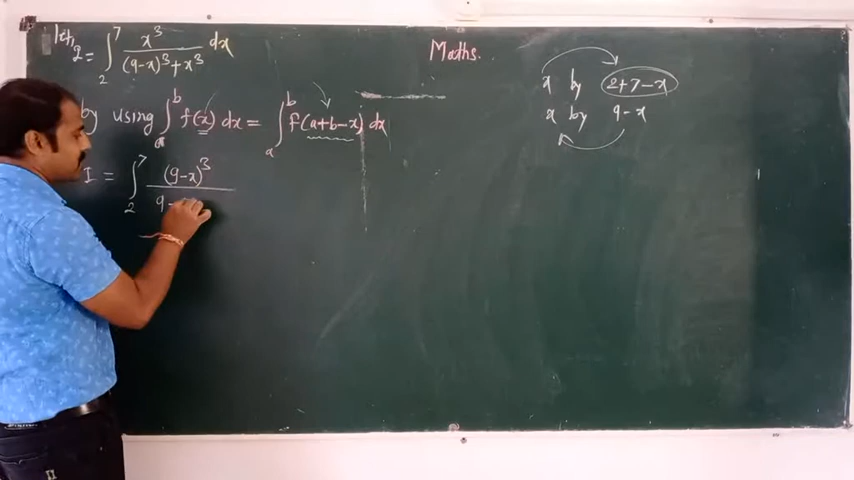 I = ∫₂⁷ x³/((9-x)³+x³) dx
Maths.
x by 2+7-x
x by 9-x
by using ∫ₐᵇ f(x) dx = ∫ₐᵇ f(a+b-x) dx
I = ∫₂⁷ (9-x)³/9-